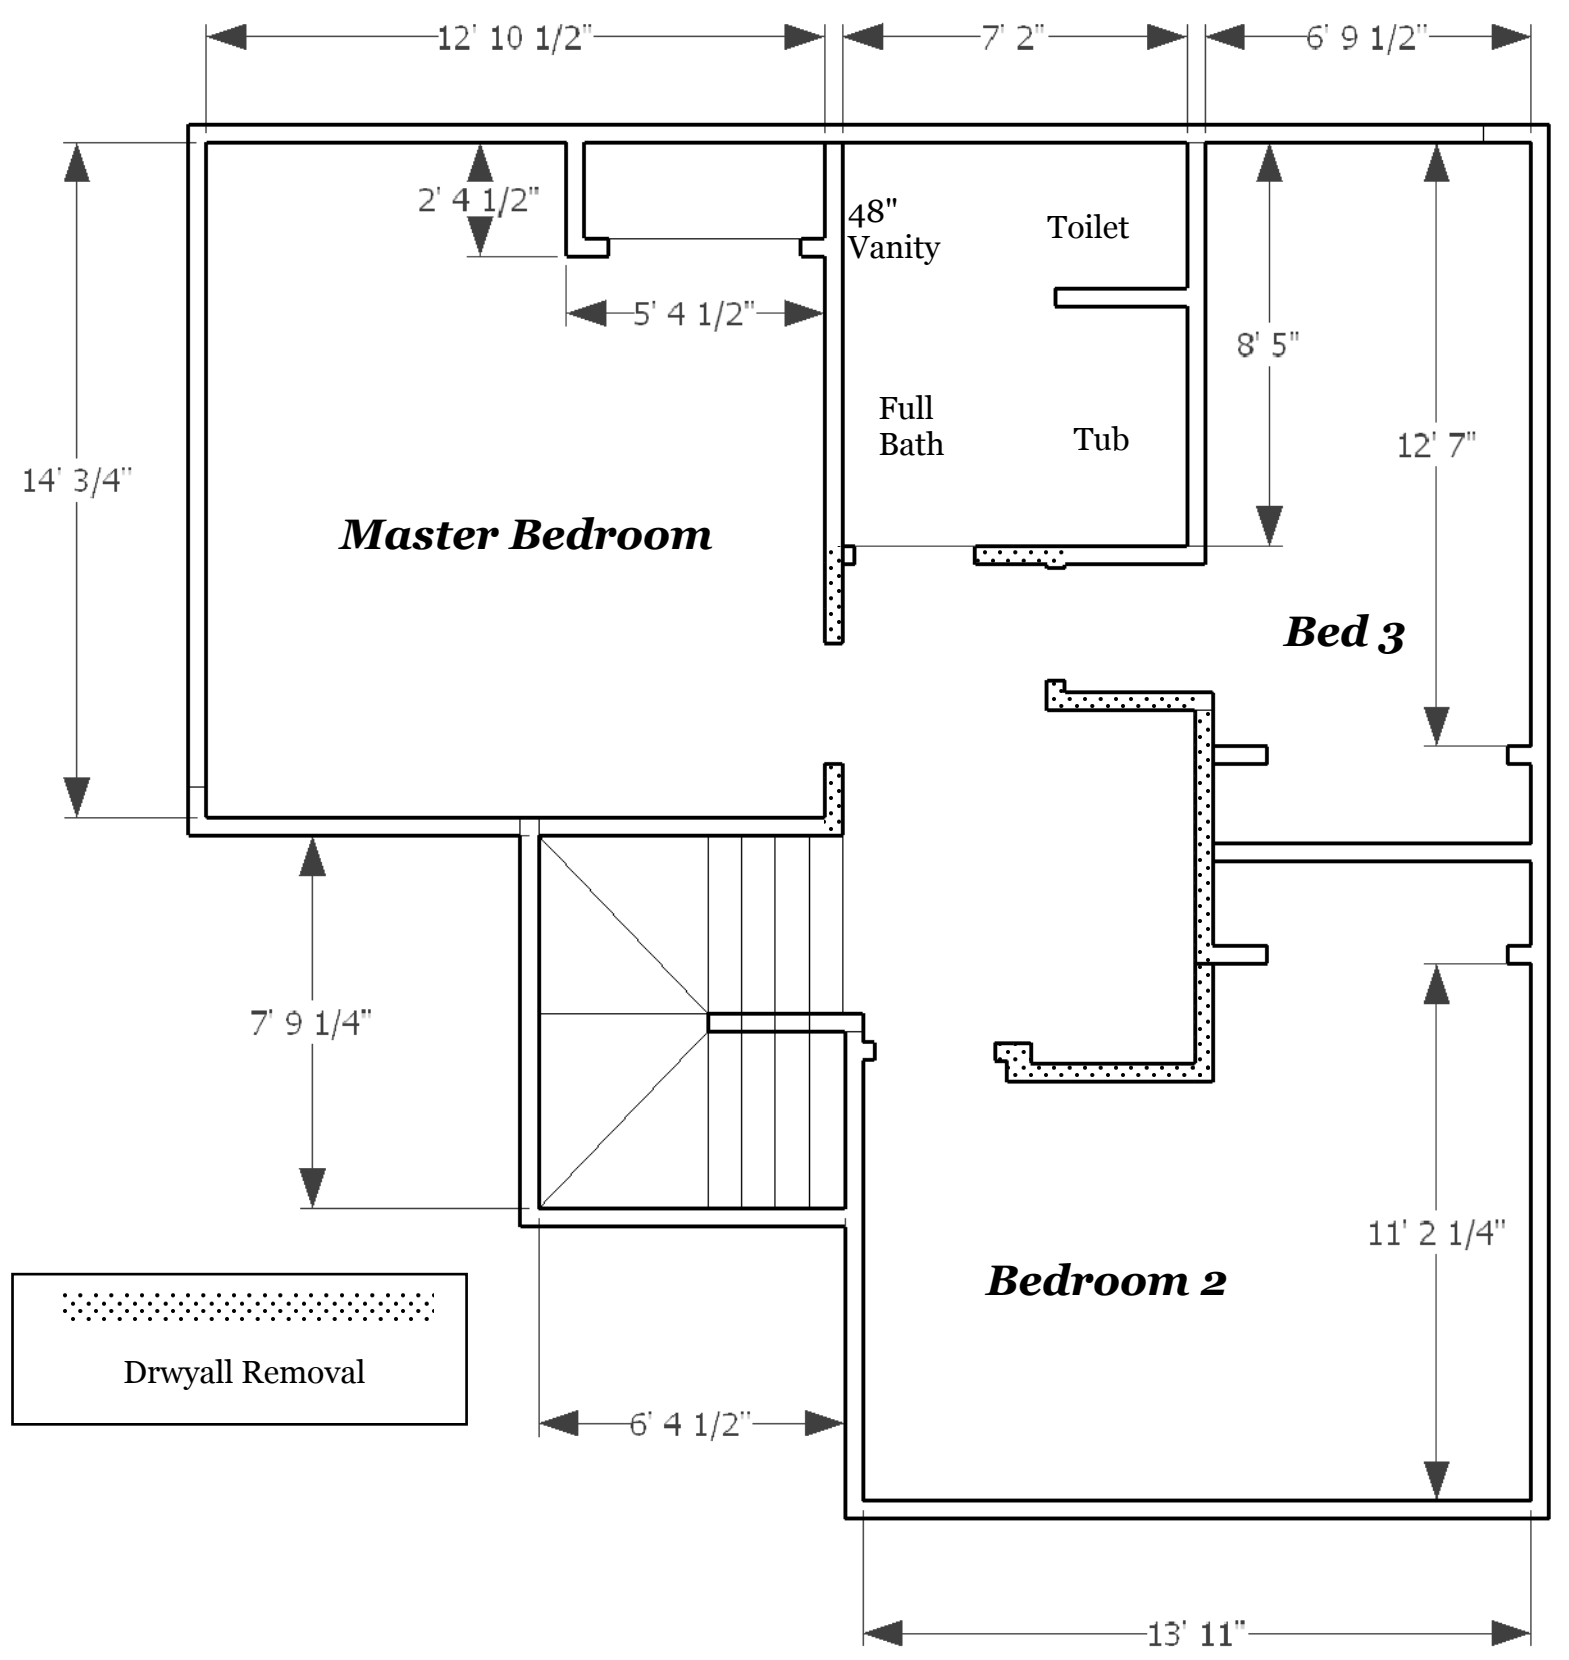 12' 10 1/2"
7' 2"
6' 9 1/2"
2' 4 1/2"
48"
Vanity
Toilet
5' 4 1/2"
8' 5"
Full
Bath
Tub
12' 7"
14' 3/4"
Master Bedroom
Bed 3
7' 9 1/4"
11' 2 1/4"
Bedroom 2
Drwyall Removal
6' 4 1/2"
13' 11"